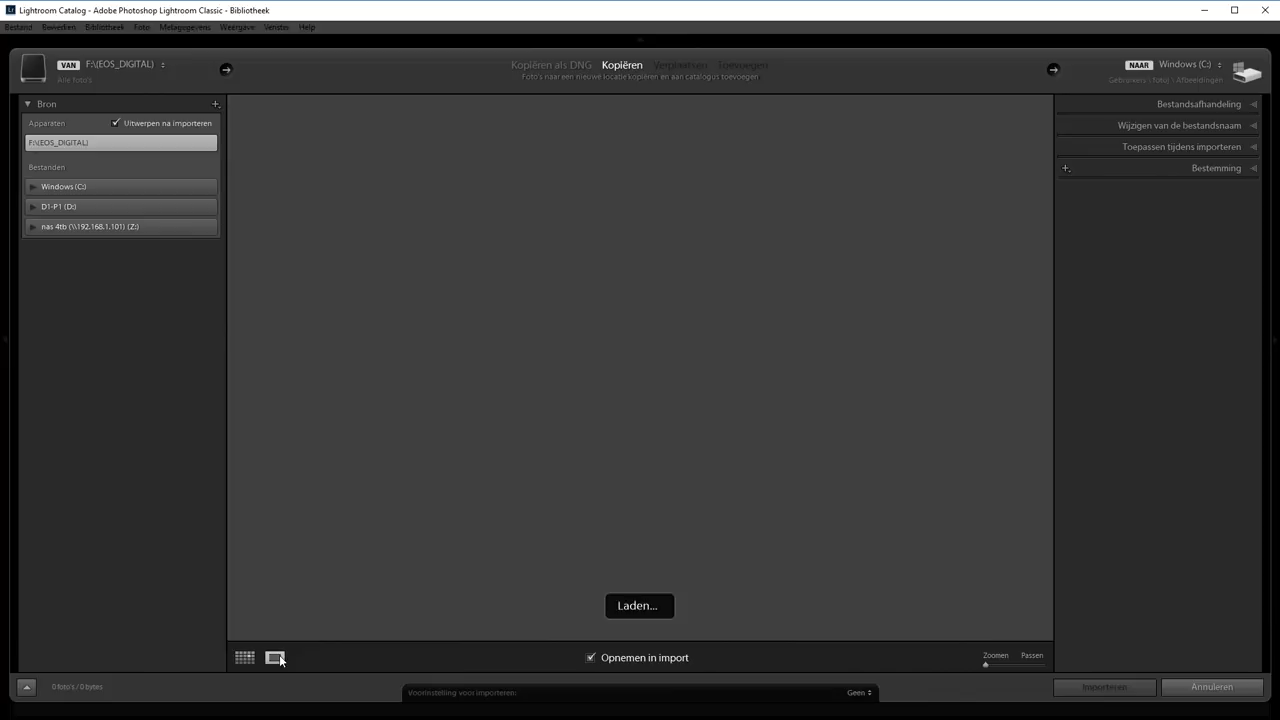 Lightroom Catalog - Adobe Photoshop Lightroom Classic - Bibliotheek
Bestand Bewerken Bibliotheek Foto Metagegevens Weergave Venster Help
VAN F:\(EOS_DIGITAL)
Alle foto's
Kopiëren als DNG Kopiëren Verplaatsen Toevoegen
Foto's naar een nieuwe locatie kopiëren en aan catalogus toevoegen
NAAR Windows (C:)
Gebruikers \ fotoj \ Afbeeldingen
Bron
Apparaten Uitwerpen na importeren
F:\(EOS_DIGITAL)
Bestanden
Windows (C:)
D1-P1 (D:)
nas 4tb (\\192.168.1.101) (Z:)
Bestandsafhandeling
Wijzigen van de bestandsnaam
Toepassen tijdens importeren
Bestemming
Laden...
Opnemen in import
Zoomen Passen
0 foto's / 0 bytes
Voorinstelling voor importeren: Geen
Importeren Annuleren